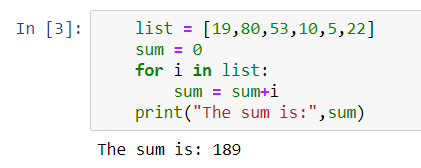 In [3]: list = [19,80,53,10,5,22]
sum = 0
for i in list:
sum = sum+i
print("The sum is:",sum)
The sum is: 189